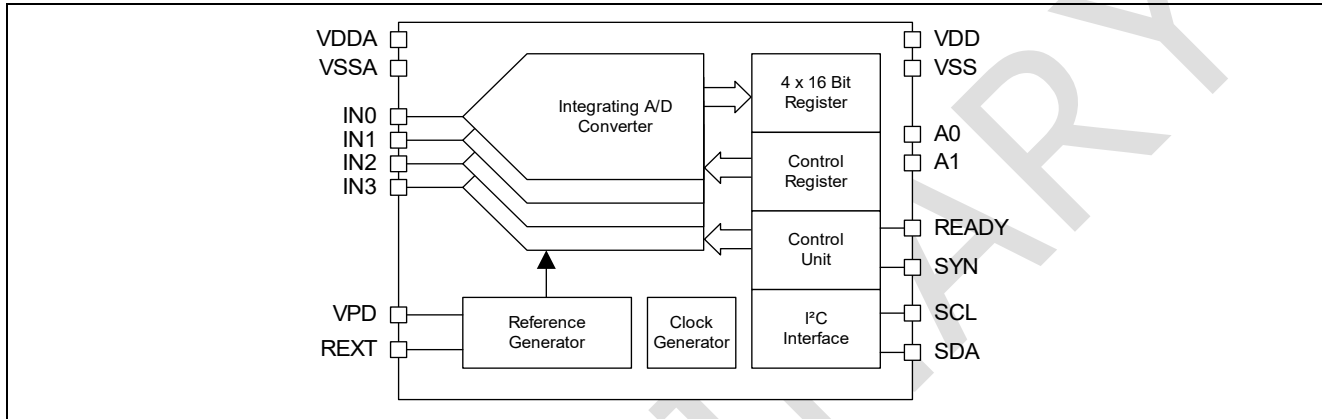 VDDA
VSSA
IN0
IN1
IN2
IN3
VPD
REXT
Integrating A/D
Converter
4 x 16 Bit
Register
Control
Register
Control
Unit
I²C
Interface
Reference
Generator
Clock
Generator
VDD
VSS
A0
A1
READY
SYN
SCL
SDA
ARY